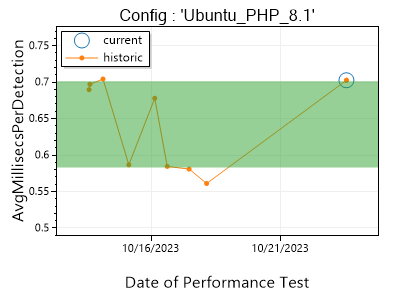 Config : 'Ubuntu_PHP_8.1'
current
historic
AvgMillisecsPerDetection
0.75
0.7
0.65
0.6
0.55
0.5
10/16/2023
10/21/2023
Date of Performance Test